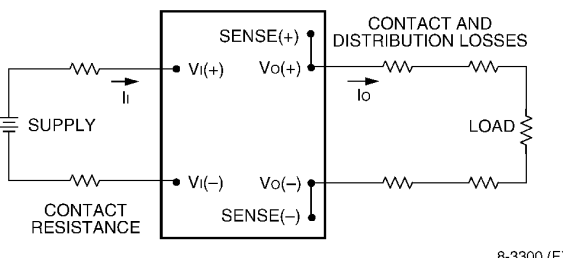 SENSE(+)
CONTACT AND
DISTRIBUTION LOSSES
VI(+)
VO(+)
II
IO
SUPPLY
LOAD
VI(–)
VO(–)
CONTACT
RESISTANCE
SENSE(–)